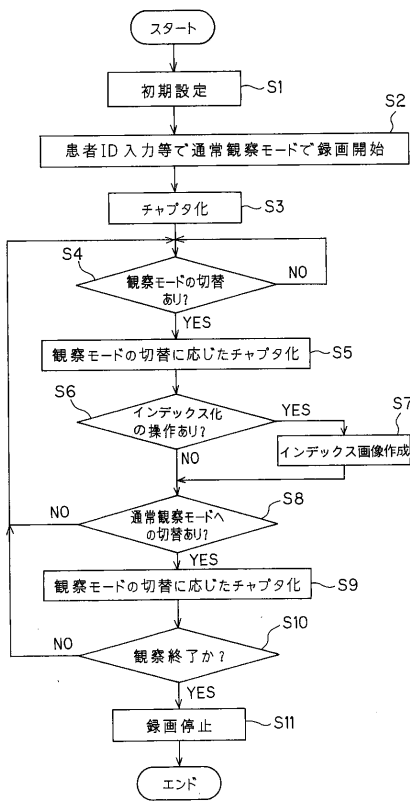 スタート
初期設定
S1
S2
患者ID入力等で通常観察モードで録画開始
チャプタ化
S3
S4
観察モードの切替
あり?
NO
YES
観察モードの切替に応じたチャプタ化
S5
S6
インデックス化
の操作あり?
YES
S7
インデックス画像作成
NO
S8
通常観察モードへ
の切替あり?
NO
YES
観察モードの切替に応じたチャプタ化
S9
S10
観察終了か?
NO
YES
録画停止
S11
エンド